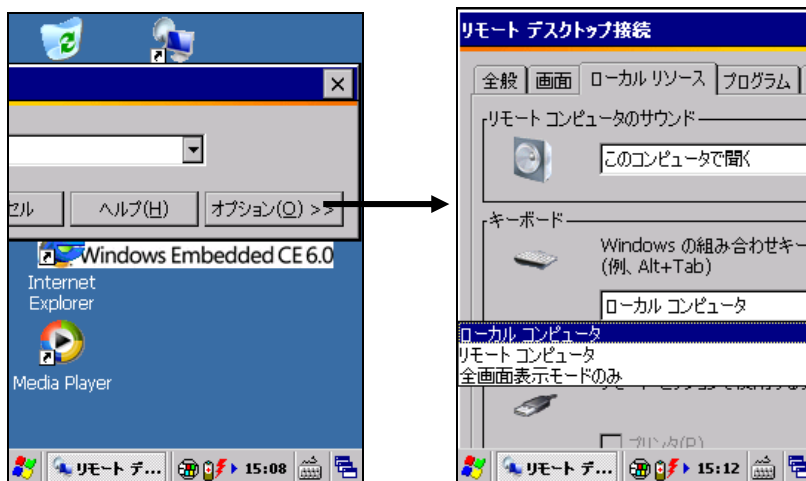 セル
ヘルプ(H)
オプション(O) >>
Windows Embedded CE 6.0
Internet
Explorer
Media Player
リモート デ...
15:08
リモート デスクトップ接続
全般
画面
ローカル リソース
プログラム
リモート コンピュータのサウンド
このコンピュータで聞く
キーボード
Windows の組み合わせキー
(例、Alt+Tab)
ローカル コンピュータ
ローカル コンピュータ
リモート コンピュータ
全画面表示モードのみ
プリンタ(P)
リモート デ...
15:12